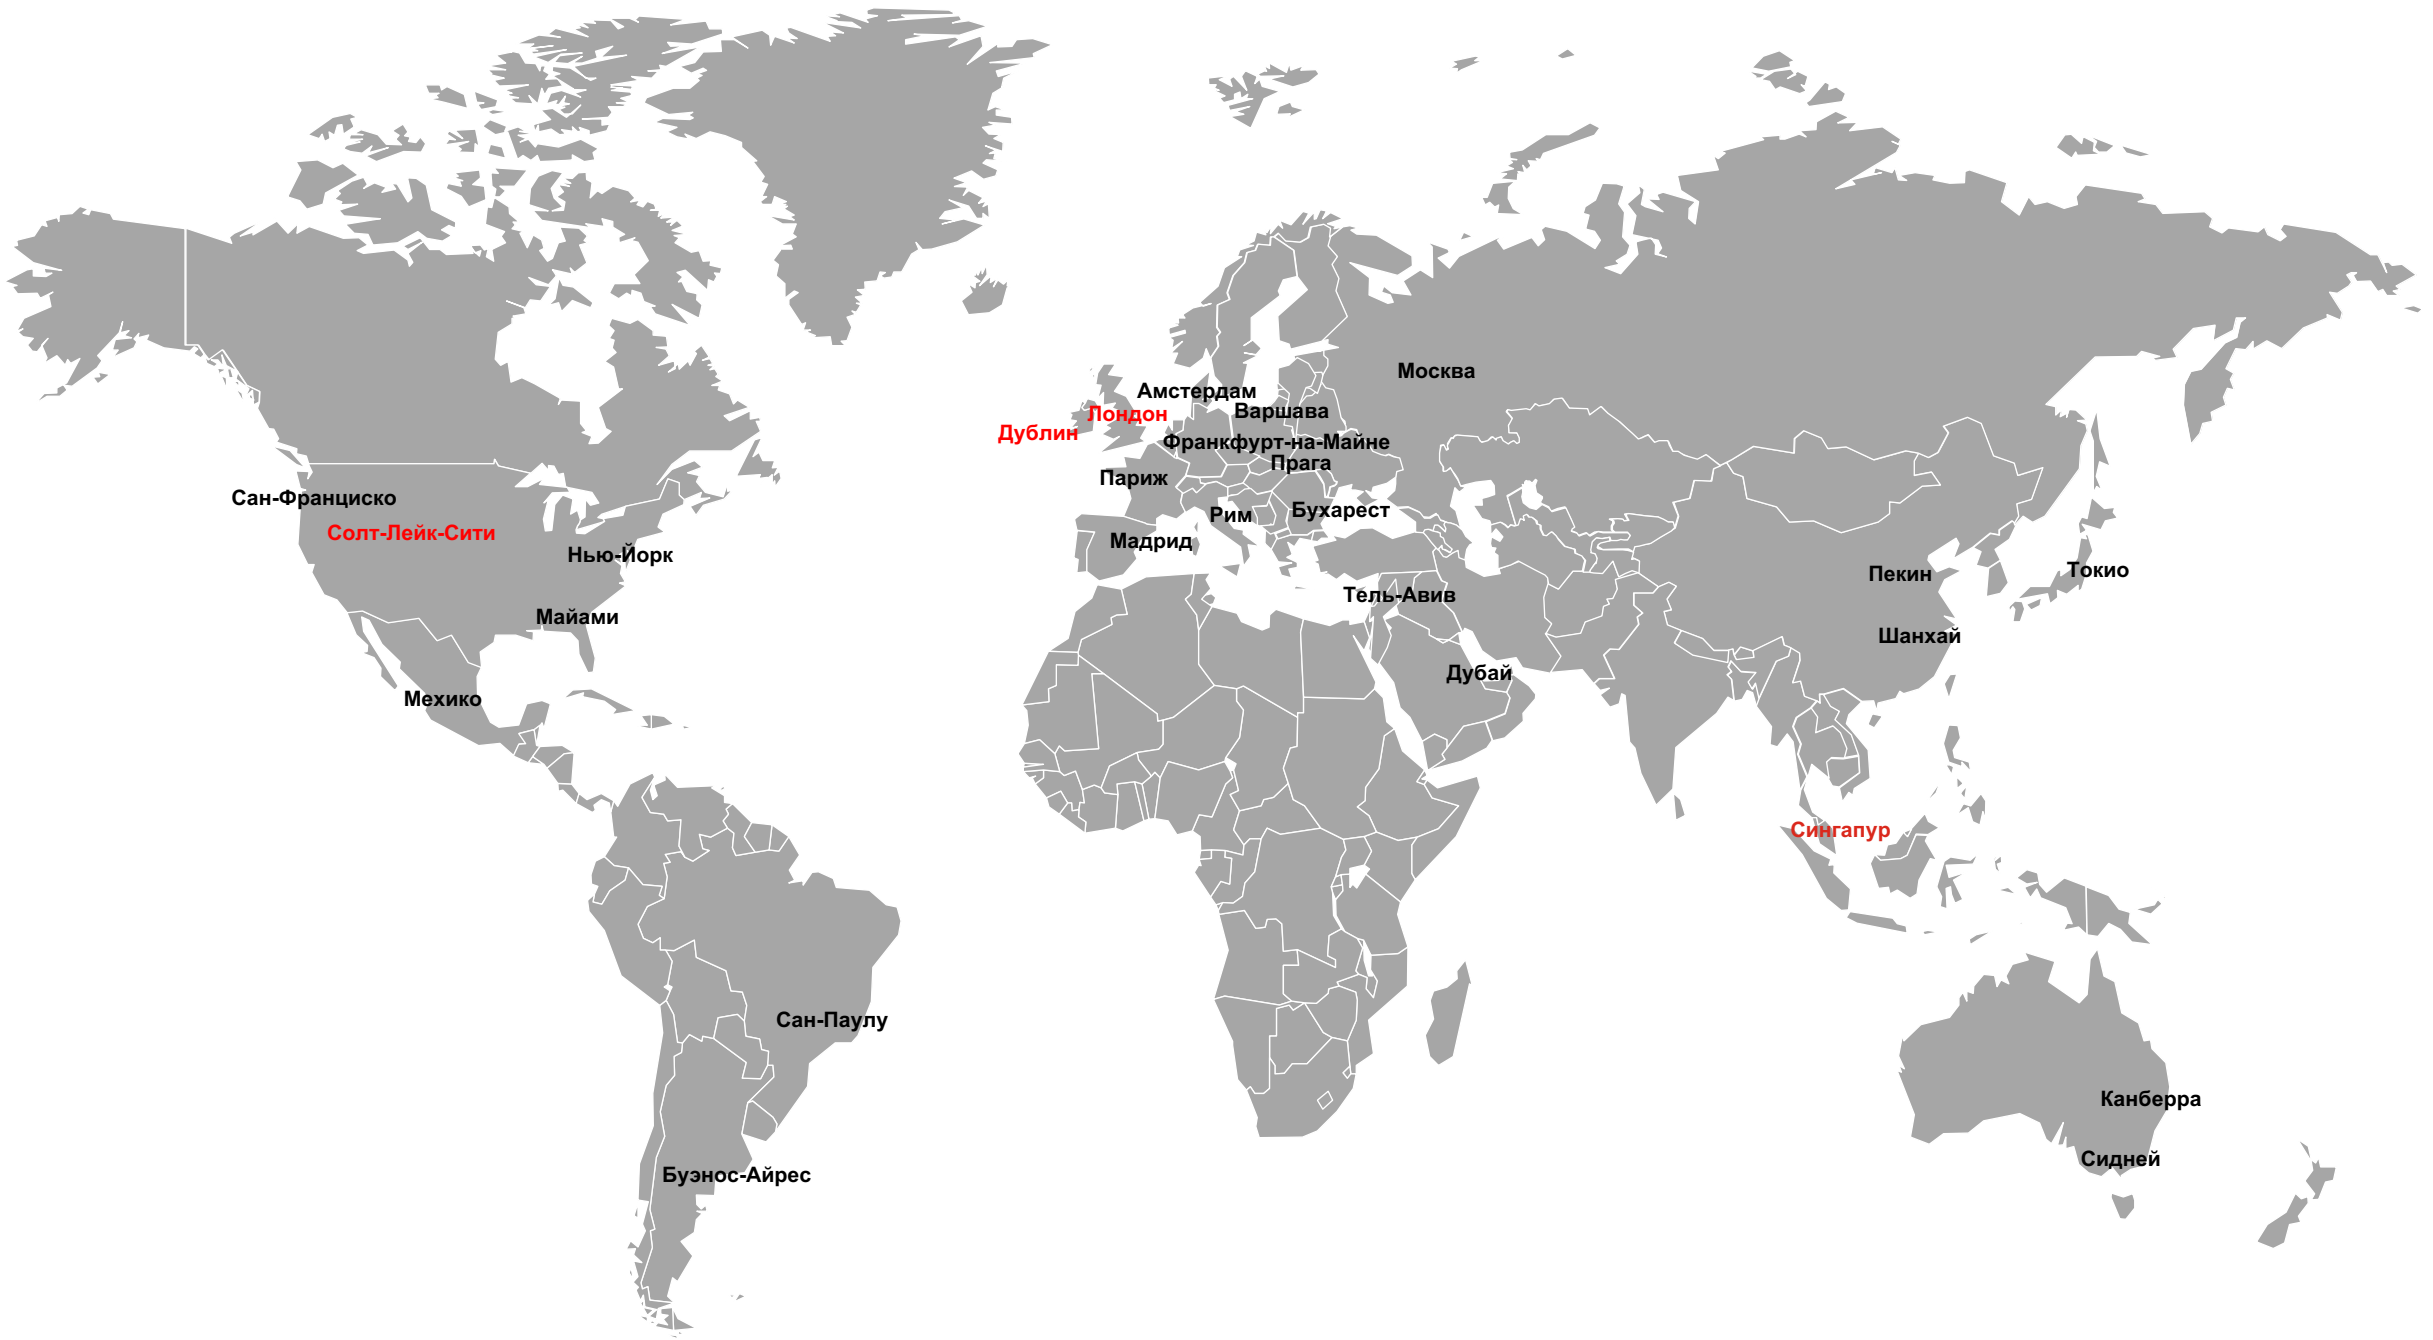 Москва
Амстердам
Варшава
Лондон
Дублин
Франкфурт-на-Майне
Прага
Париж
Сан-Франциско
Бухарест
Рим
Солт-Лейк-Сити
Мадрид
Нью-Йорк
Токио
Пекин
Тель-Авив
Майами
Шанхай
Дубай
Мехико
Сингапур
Сан-Паулу
Канберра
Сидней
Буэнос-Айрес